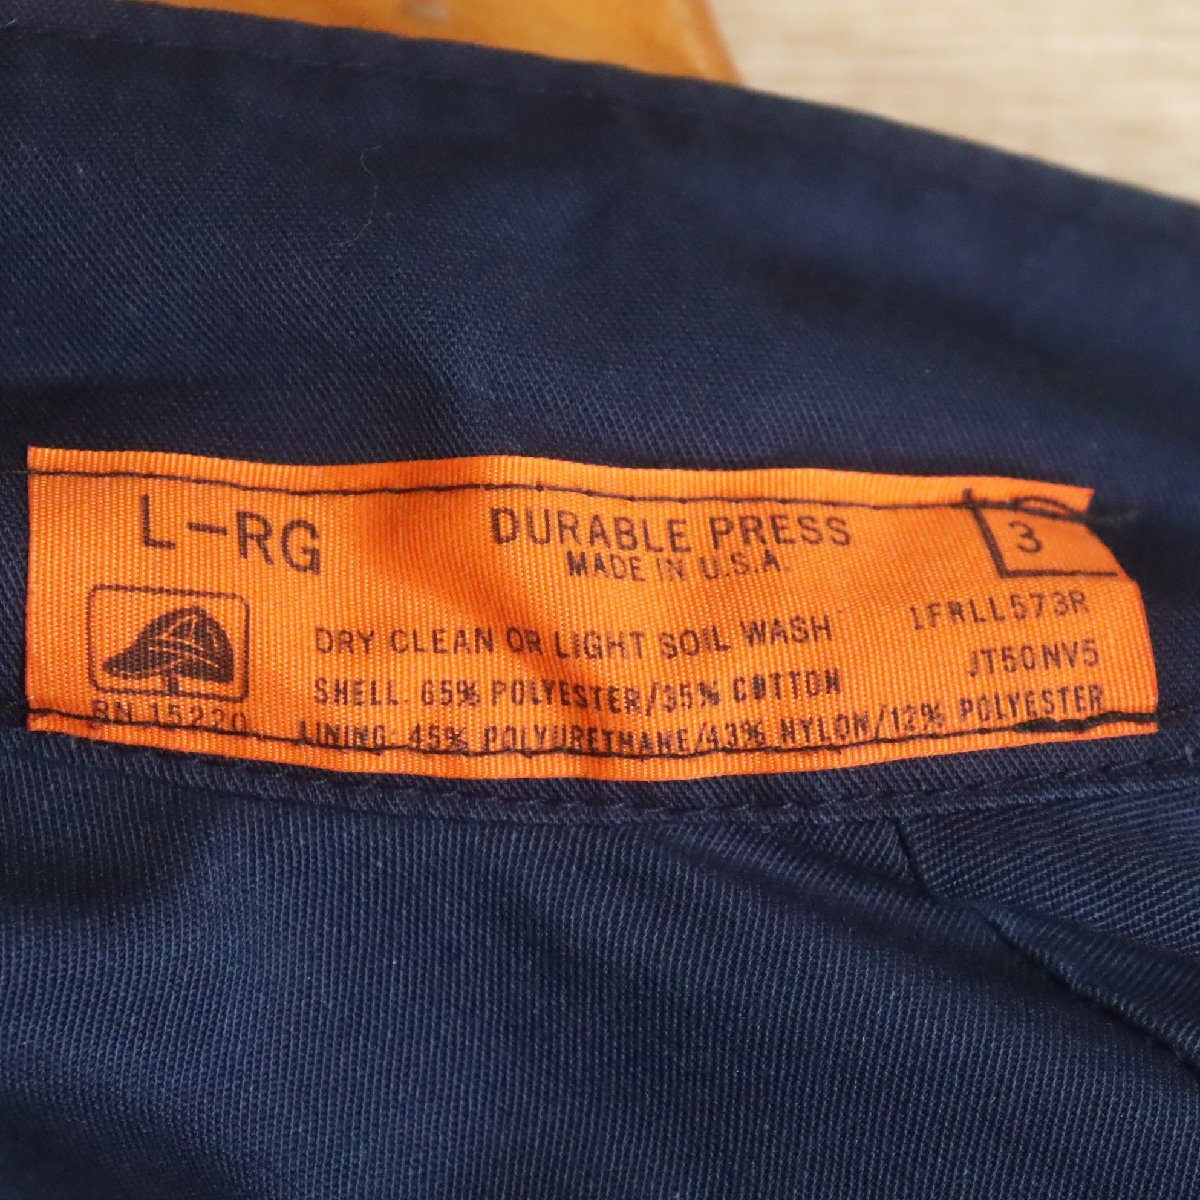 L-RG
DURABLE PRESS
MADE IN U.S.A.
3
DRY CLEAN OR LIGHT SOIL WASH
1FRLL573R
JT50NV5
SHELL: 65% POLYESTER/35% COTTON
RN 15220
LINING: 45% POLYURETHANE/43% NYLON/12% POLYESTER